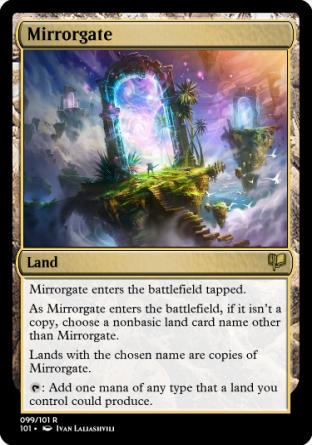 Mirrorgate
Land
Mirrorgate enters the battlefield tapped.
As Mirrorgate enters the battlefield, if it isn't a
copy, choose a nonbasic land card name other
than Mirrorgate.
Lands with the chosen name are copies of
Mirrorgate.
: Add one mana of any type that a land you
control could produce.
099/101 R
101 • Ivan Laliashvili